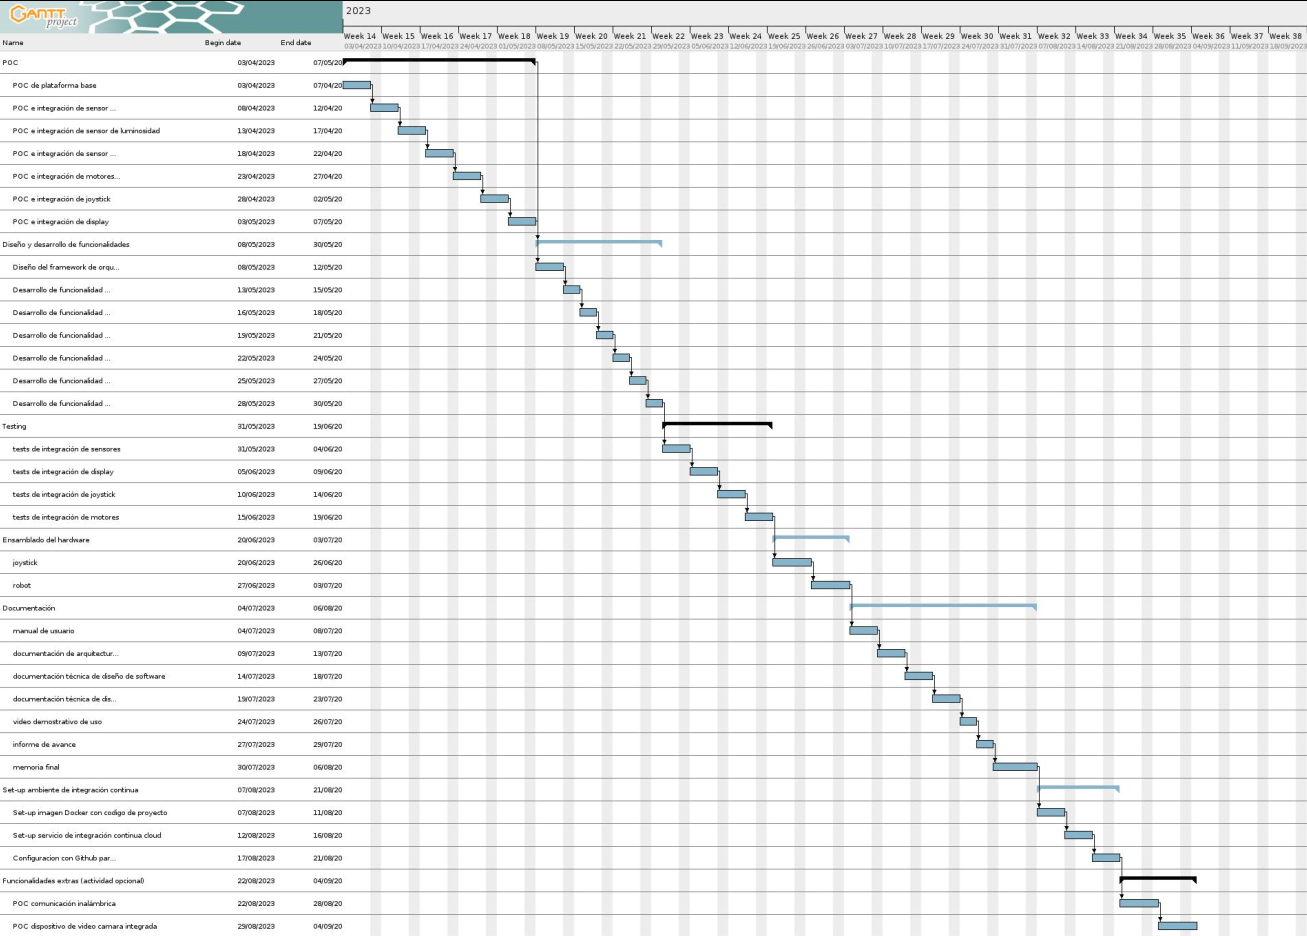 GANTT project
2023
Week 14 Week 15 Week 16 Week 17 Week 18 Week 19 Week 20 Week 21 Week 22 Week 23 Week 24 Week 25 Week 26 Week 27 Week 28 Week 29 Week 30 Week 31 Week 32 Week 33 Week 34 Week 35 Week 36 Week 37 Week 38
Name Begin date End date 03/04/2023 10/04/2023 17/04/2023 24/04/2023 01/05/2023 08/05/2023 15/05/2023 22/05/2023 29/05/2023 05/06/2023 12/06/2023 19/06/2023 26/06/2023 03/07/2023 10/07/2023 17/07/2023 24/07/2023 31/07/2023 07/08/2023 14/08/2023 21/08/2023 28/08/2023 04/09/2023 11/09/2023 18/09/2023
POC 03/04/2023 07/05/20
POC de plataforma base 03/04/2023 07/04/20
POC e integración de sensor ... 08/04/2023 12/04/20
POC e integración de sensor de luminosidad 13/04/2023 17/04/20
POC e integración de sensor ... 18/04/2023 22/04/20
POC e integración de motores... 23/04/2023 27/04/20
POC e integración de joystick 28/04/2023 02/05/20
POC e integración de display 03/05/2023 07/05/20
Diseño y desarrollo de funcionalidades 08/05/2023 30/05/20
Diseño del framework de orqu... 08/05/2023 12/05/20
Desarrollo de funcionalidad ... 13/05/2023 15/05/20
Desarrollo de funcionalidad ... 16/05/2023 18/05/20
Desarrollo de funcionalidad ... 19/05/2023 21/05/20
Desarrollo de funcionalidad ... 22/05/2023 24/05/20
Desarrollo de funcionalidad ... 25/05/2023 27/05/20
Desarrollo de funcionalidad ... 28/05/2023 30/05/20
Testing 31/05/2023 19/06/20
tests de integración de sensores 31/05/2023 04/06/20
tests de integración de display 05/06/2023 09/06/20
tests de integración de joystick 10/06/2023 14/06/20
tests de integración de motores 15/06/2023 19/06/20
Ensamblado del hardware 20/06/2023 03/07/20
joystick 20/06/2023 26/06/20
robot 27/06/2023 03/07/20
Documentación 04/07/2023 06/08/20
manual de usuario 04/07/2023 08/07/20
documentación de arquitectur... 09/07/2023 13/07/20
documentación técnica de diseño de software 14/07/2023 18/07/20
documentación técnica de dis... 19/07/2023 23/07/20
video demostrativo de uso 24/07/2023 26/07/20
informe de avance 27/07/2023 29/07/20
memoria final 30/07/2023 06/08/20
Set-up ambiente de integración continua 07/08/2023 21/08/20
Set-up imagen Docker con codigo de proyecto 07/08/2023 11/08/20
Set-up servicio de integración continua cloud 12/08/2023 16/08/20
Configuracion con Github par... 17/08/2023 21/08/20
Funcionalidades extras (actividad opcional) 22/08/2023 04/09/20
POC comunicación inalámbrica 22/08/2023 28/08/20
POC dispositivo de video camara integrada 29/08/2023 04/09/20